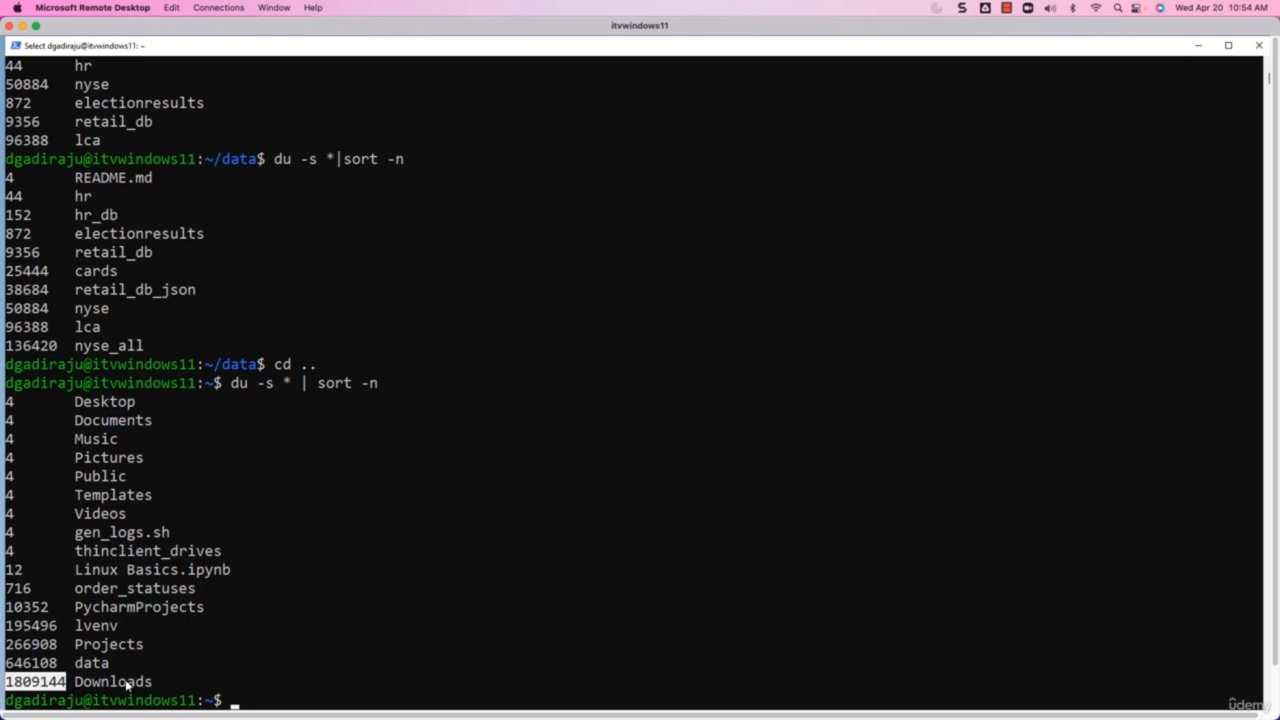 Microsoft Remote Desktop Edit Connections Window Help Wed Apr 20 10:54 AM
itvwindows11
Select dgadiraju@itvwindows11: ~
44 hr
50884 nyse
872 electionresults
9356 retail_db
96388 lca
dgadiraju@itvwindows11:~/data$ du -s *|sort -n
4 README.md
44 hr
152 hr_db
872 electionresults
9356 retail_db
25444 cards
38684 retail_db_json
50884 nyse
96388 lca
136420 nyse_all
dgadiraju@itvwindows11:~/data$ cd ..
dgadiraju@itvwindows11:~$ du -s * | sort -n
4 Desktop
4 Documents
4 Music
4 Pictures
4 Public
4 Templates
4 Videos
4 gen_logs.sh
4 thinclient_drives
12 Linux Basics.ipynb
716 order_statuses
10352 PycharmProjects
195496 lvenv
266908 Projects
646108 data
1809144 Downloads
dgadiraju@itvwindows11:~$
ûdemy